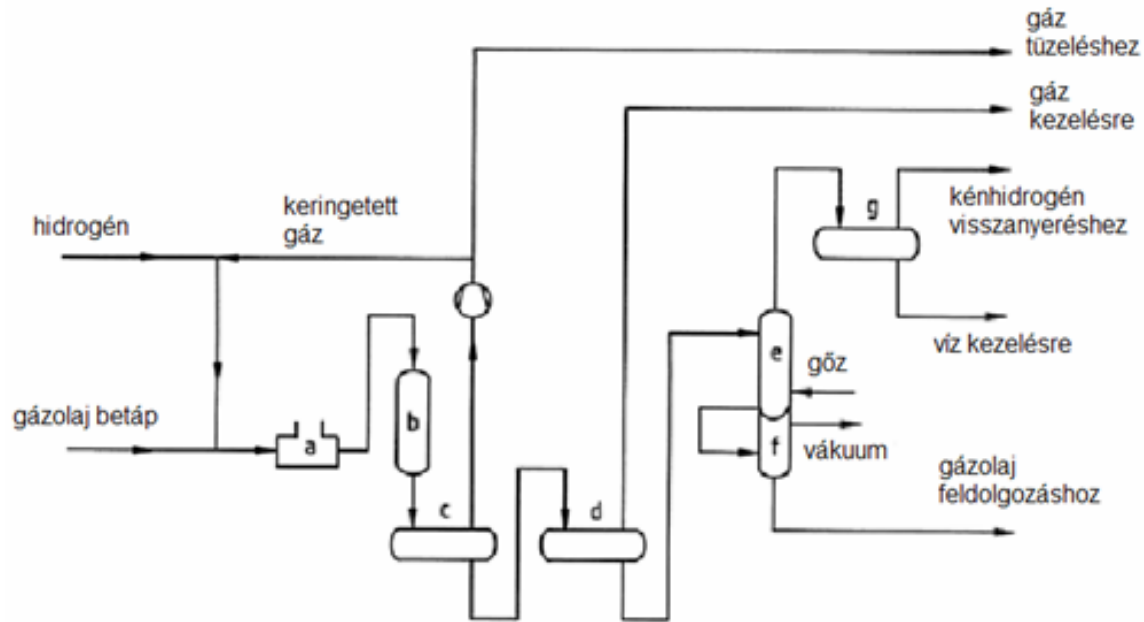 gáz
tüzeléshez
gáz
kezelésre
kénhidrogén
visszanyeréshez
g
keringetett
gáz
hidrogén
víz kezelésre
e
gőz
gázolaj betáp
a
b
f
vákuum
c
d
gázolaj
feldolgozáshoz